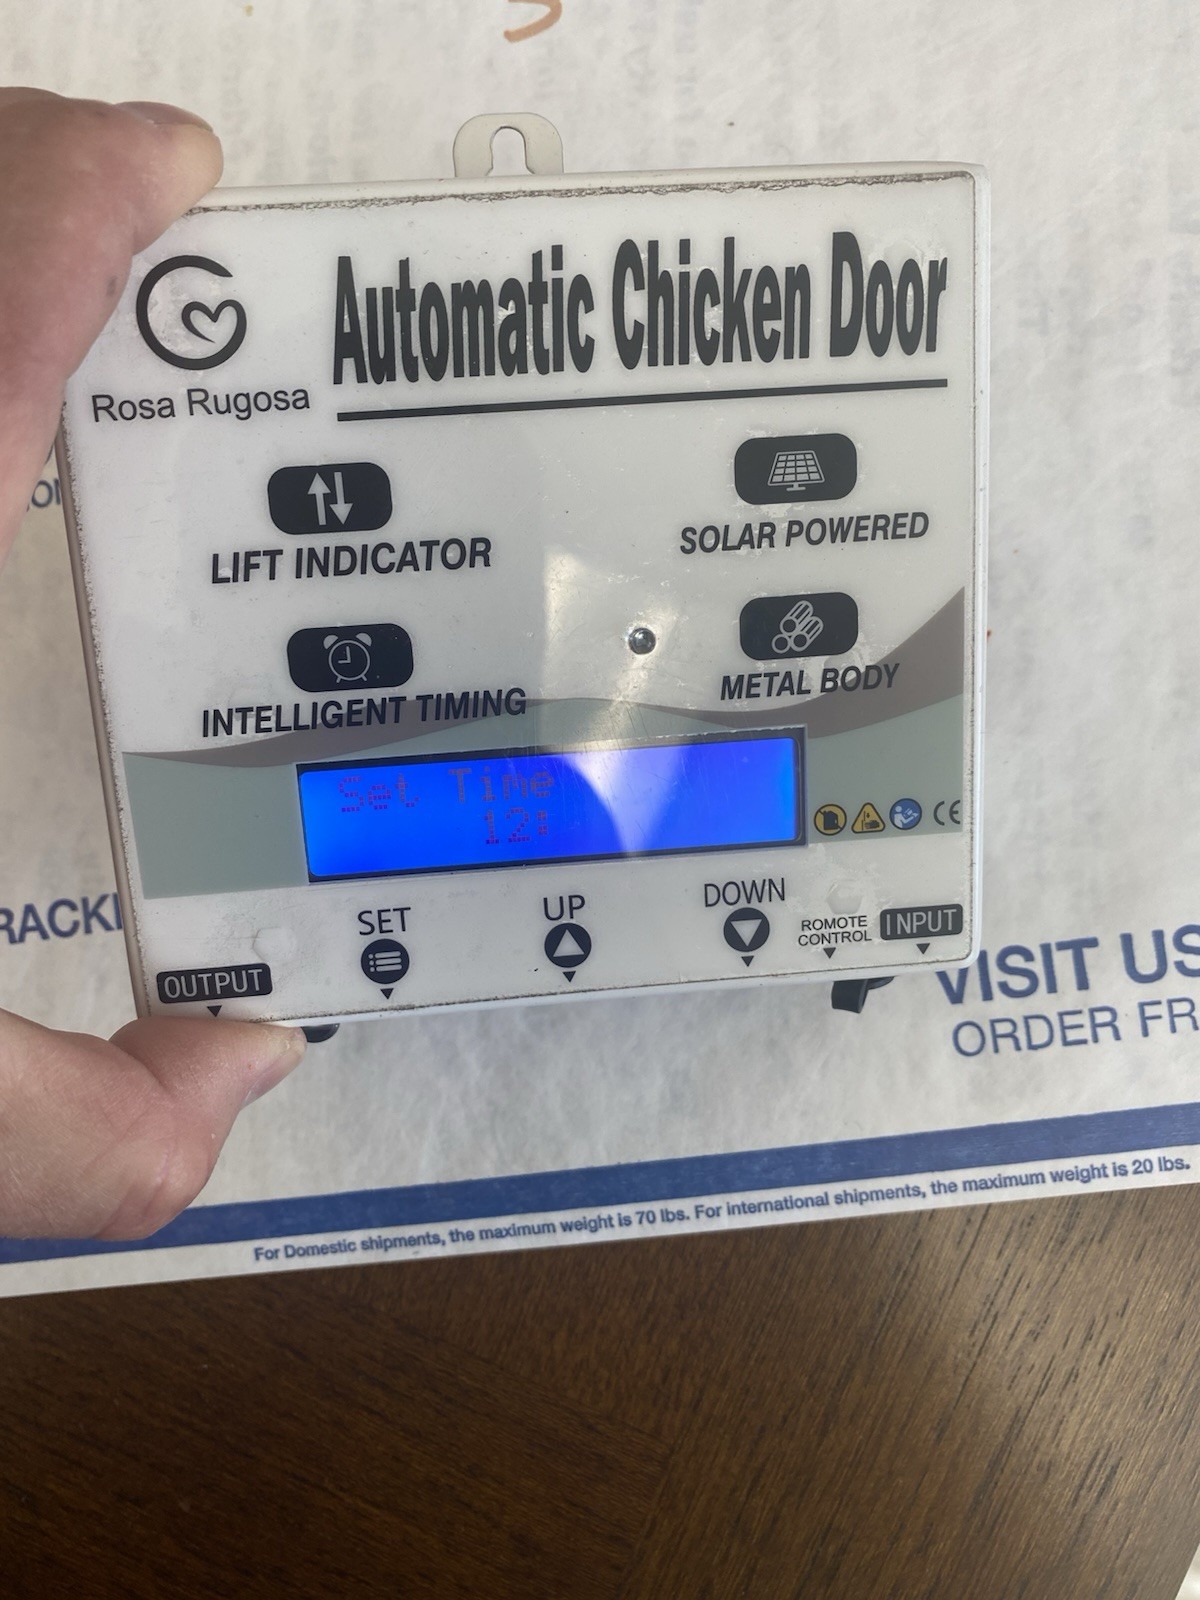 Automatic Chicken Door
Rosa Rugosa
LIFT INDICATOR
SOLAR POWERED
INTELLIGENT TIMING
METAL BODY
Set Time
12:
CE
SET
UP
DOWN
ROMOTE
CONTROL
INPUT
OUTPUT
RACKI
VISIT US
ORDER FR
For Domestic shipments, the maximum weight is 70 lbs. For international shipments, the maximum weight is 20 lbs.